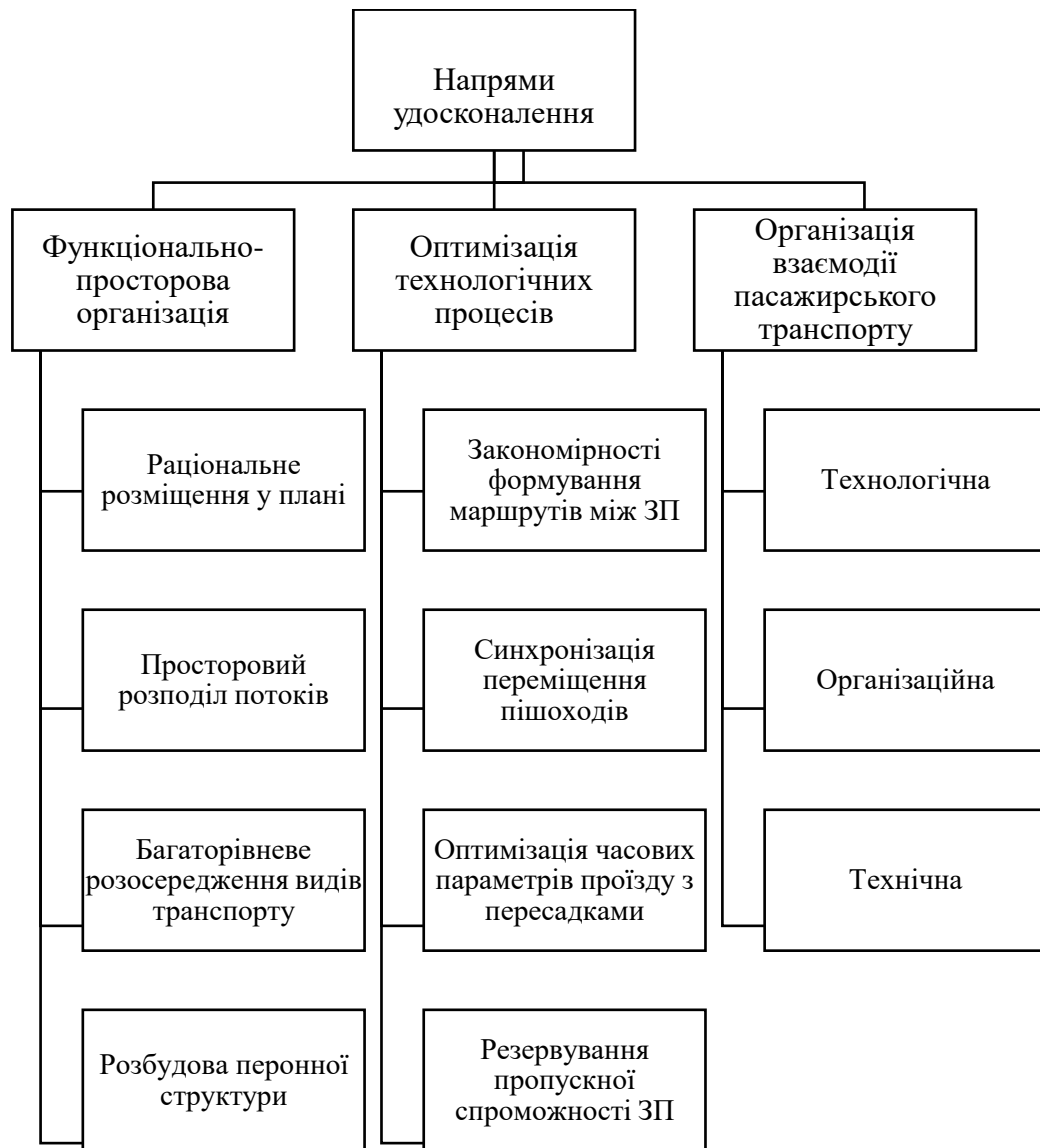 Напрями
удосконалення
Функціонально-
просторова
організація
Оптимізація
технологічних
процесів
Організація
взаємодії
пасажирського
транспорту
Раціональне
розміщення у плані
Закономірності
формування
маршрутів між ЗП
Технологічна
Просторовий
розподіл потоків
Синхронізація
переміщення
пішоходів
Організаційна
Багаторівневе
розосередження видів
транспорту
Оптимізація часових
параметрів проїзду з
пересадками
Технічна
Розбудова перонної
структури
Резервування
пропускної
спроможності ЗП